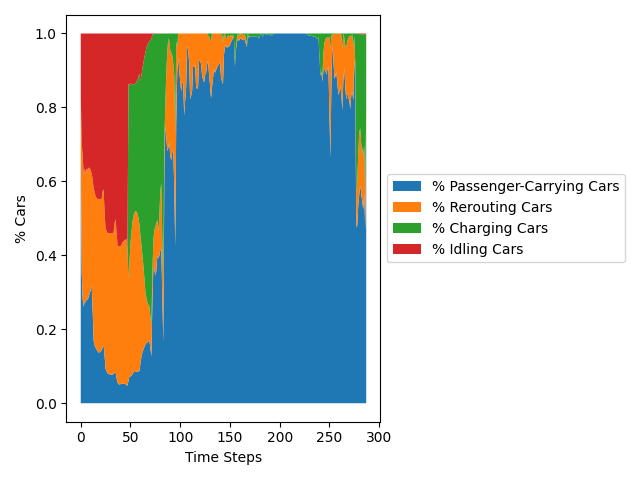 1.0
0.8
0.6
0.4
0.2
0.0
% Cars
0 50 100 150 200 250 300
Time Steps
% Passenger-Carrying Cars
% Rerouting Cars
% Charging Cars
% Idling Cars